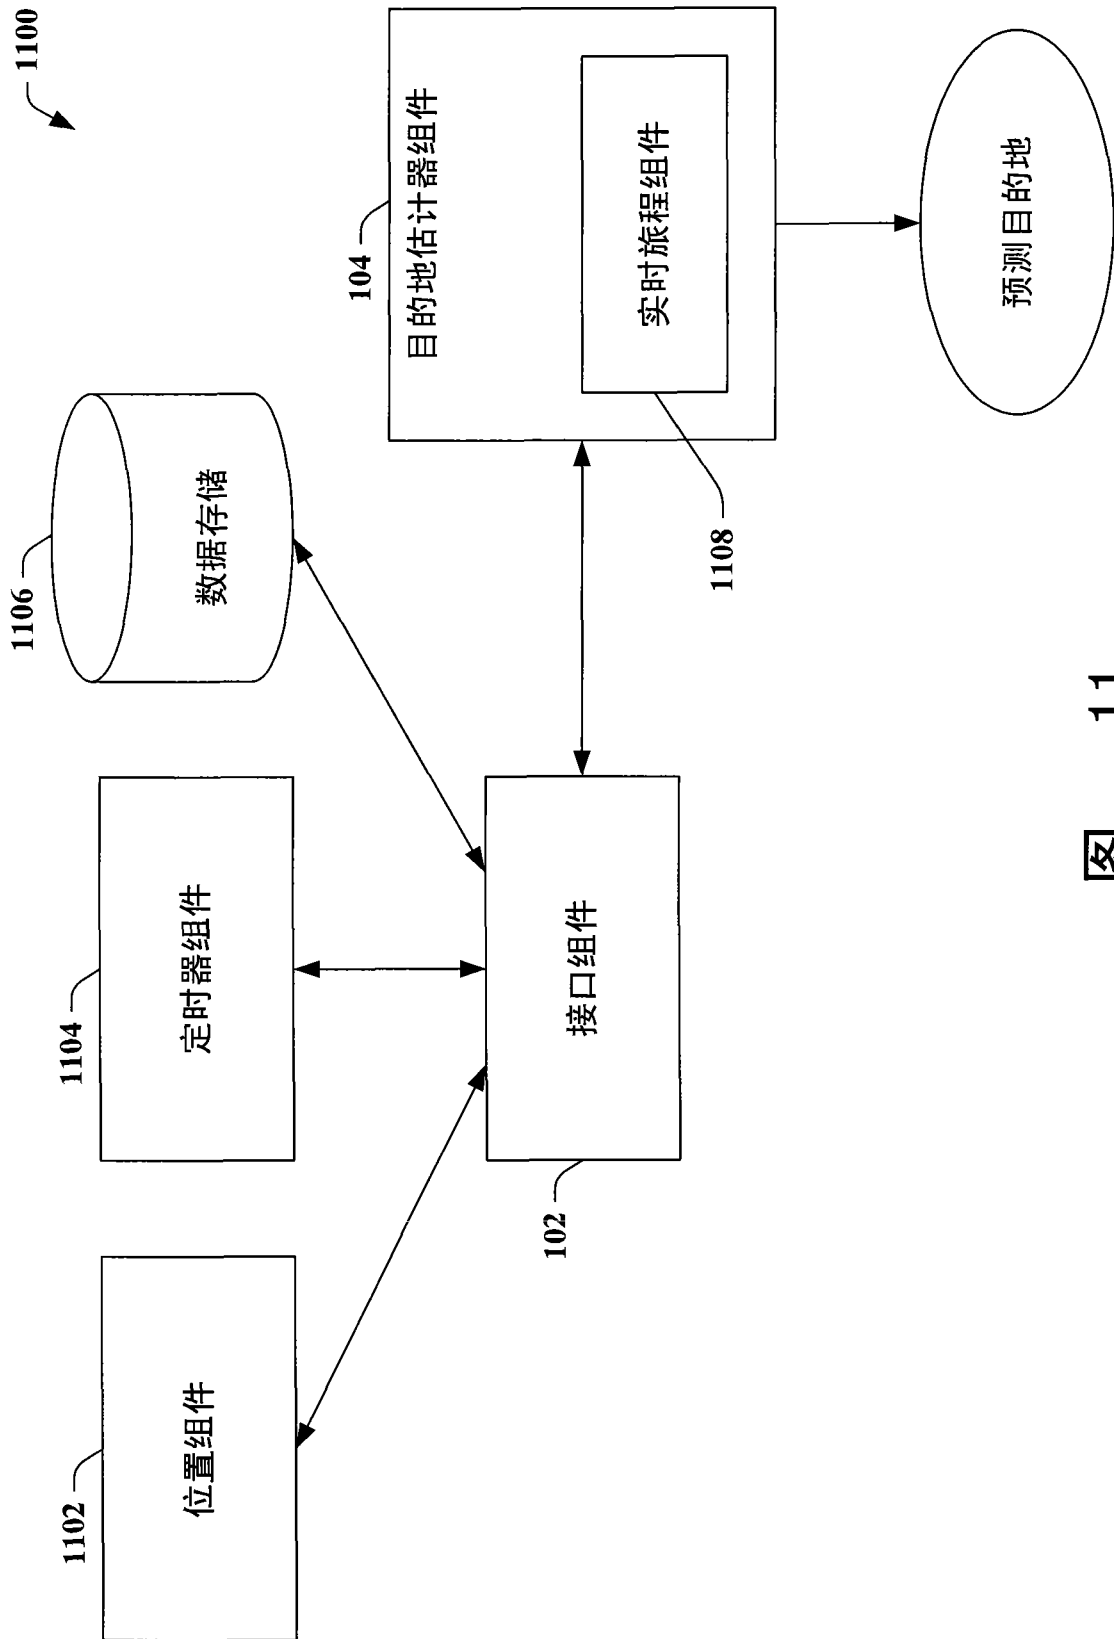 1100
1102
位置组件
1104
定时器组件
1106
数据存储
102
接口组件
104
目的地估计器组件
实时旅程组件
1108
预测目的地
图 11